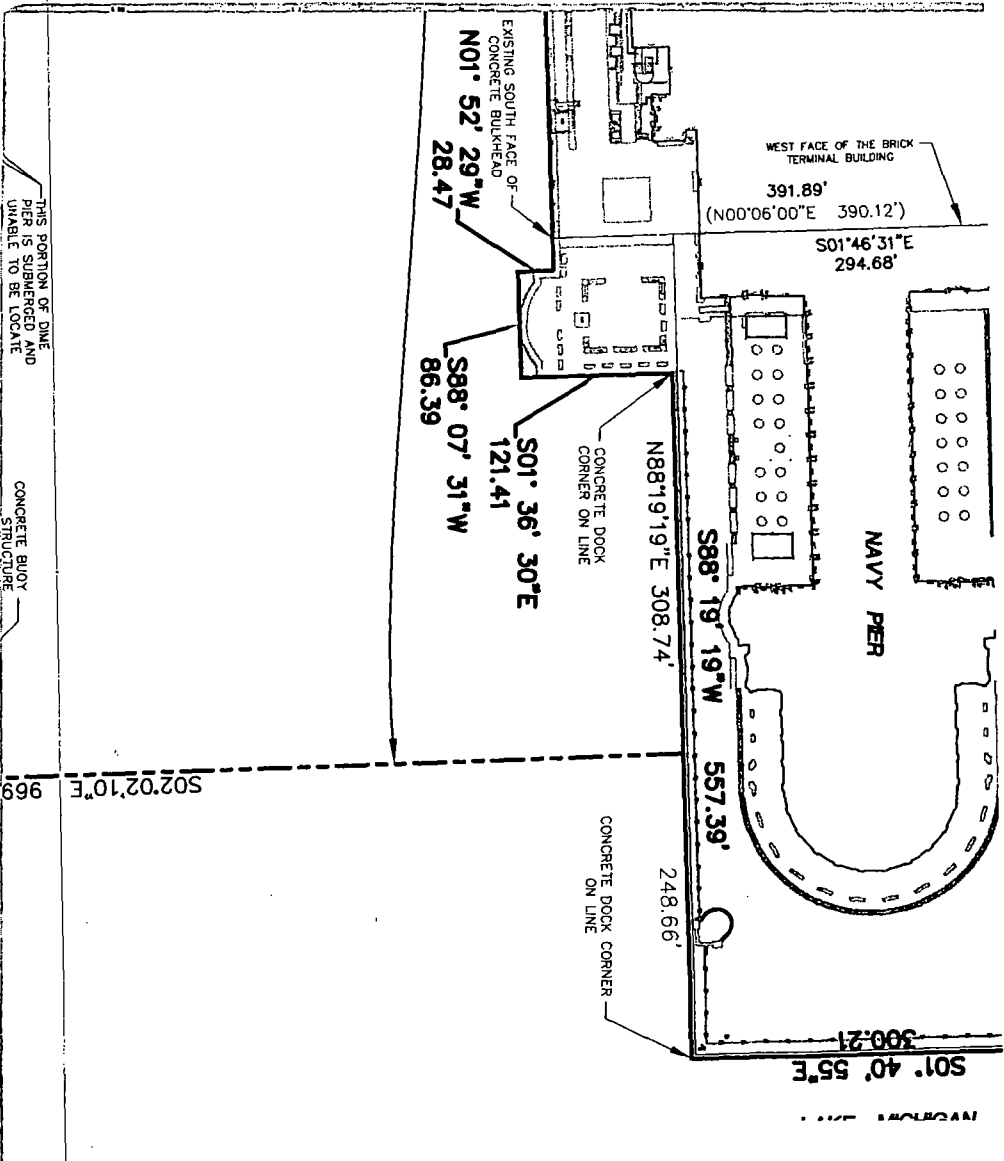 WEST FACE OF THE BRICK
TERMINAL BUILDING
391.89'
(N00°06'00"E 390.12')
S01°46'31"E
294.68'
EXISTING SOUTH FACE OF
CONCRETE BULKHEAD
N01° 52' 29"W
28.47
S88° 07' 31"W
86.39
S01° 36' 30"E
121.41
CONCRETE DOCK
CORNER ON LINE
N88°19'19"E 308.74'
S88° 19' 19"W 557.39'
248.66'
NAVY PIER
CONCRETE DOCK CORNER
ON LINE
300.21
S01° 40' 55"E
LAKE MICHIGAN
THIS PORTION OF DIME
PIER IS SUBMERGED AND
UNABLE TO BE LOCATE
CONCRETE BUOY
STRUCTURE
S02°02'10"E
969